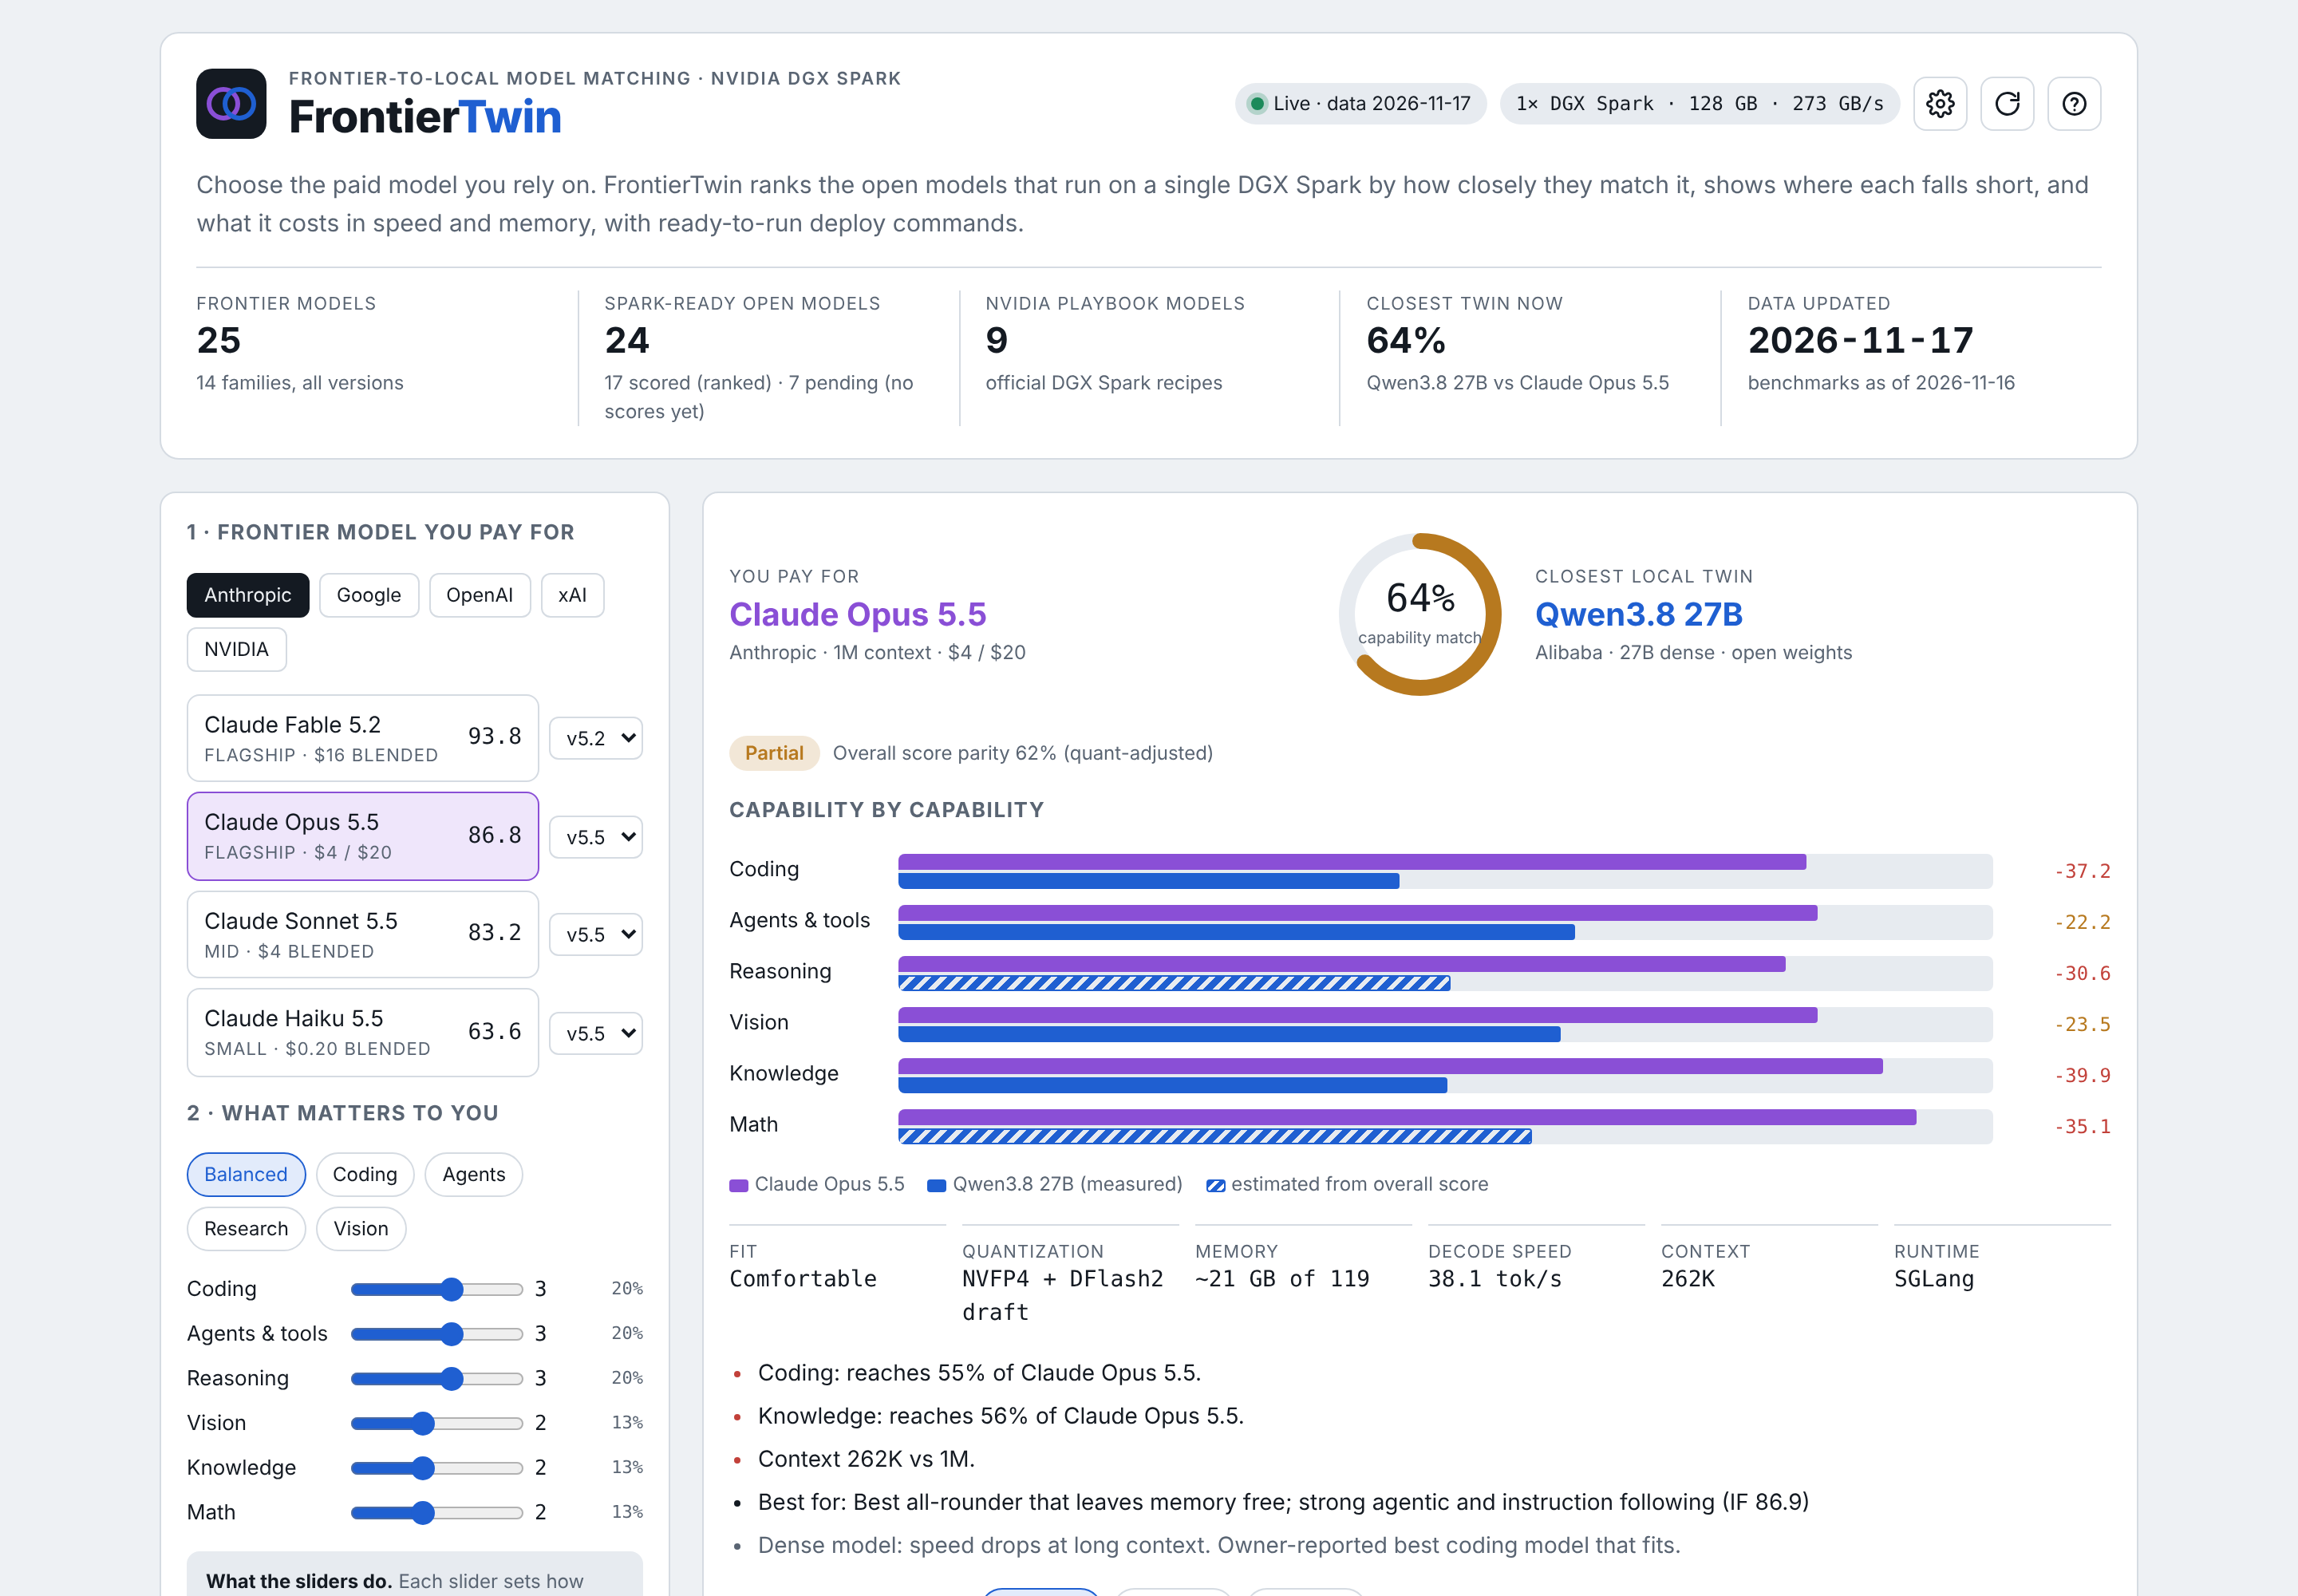 FRONTIER-TO-LOCAL MODEL MATCHING · NVIDIA DGX SPARK
FrontierTwin
Live · data 2026-11-17
1× DGX Spark · 128 GB · 273 GB/s
Choose the paid model you rely on. FrontierTwin ranks the open models that run on a single DGX Spark by how closely they match it, shows where each falls short, and
what it costs in speed and memory, with ready-to-run deploy commands.
FRONTIER MODELS
25
14 families, all versions
SPARK-READY OPEN MODELS
24
17 scored (ranked) · 7 pending (no
scores yet)
NVIDIA PLAYBOOK MODELS
9
official DGX Spark recipes
CLOSEST TWIN NOW
64%
Qwen3.8 27B vs Claude Opus 5.5
DATA UPDATED
2026-11-17
benchmarks as of 2026-11-16
1 · FRONTIER MODEL YOU PAY FOR
Anthropic
Google
OpenAI
xAI
NVIDIA
Claude Fable 5.2
FLAGSHIP · $16 BLENDED
93.8
v5.2
Claude Opus 5.5
FLAGSHIP · $4 / $20
86.8
v5.5
Claude Sonnet 5.5
MID · $4 BLENDED
83.2
v5.5
Claude Haiku 5.5
SMALL · $0.20 BLENDED
63.6
v5.5
2 · WHAT MATTERS TO YOU
Balanced
Coding
Agents
Research
Vision
Coding 3 20%
Agents & tools 3 20%
Reasoning 3 20%
Vision 2 13%
Knowledge 2 13%
Math 2 13%
What the sliders do. Each slider sets how
YOU PAY FOR
Claude Opus 5.5
Anthropic · 1M context · $4 / $20
64%
capability match
CLOSEST LOCAL TWIN
Qwen3.8 27B
Alibaba · 27B dense · open weights
Partial
Overall score parity 62% (quant-adjusted)
CAPABILITY BY CAPABILITY
Coding -37.2
Agents & tools -22.2
Reasoning -30.6
Vision -23.5
Knowledge -39.9
Math -35.1
Claude Opus 5.5
Qwen3.8 27B (measured)
estimated from overall score
FIT
Comfortable
QUANTIZATION
NVFP4 + DFlash2
draft
MEMORY
~21 GB of 119
DECODE SPEED
38.1 tok/s
CONTEXT
262K
RUNTIME
SGLang
• Coding: reaches 55% of Claude Opus 5.5.
• Knowledge: reaches 56% of Claude Opus 5.5.
• Context 262K vs 1M.
• Best for: Best all-rounder that leaves memory free; strong agentic and instruction following (IF 86.9)
• Dense model: speed drops at long context. Owner-reported best coding model that fits.